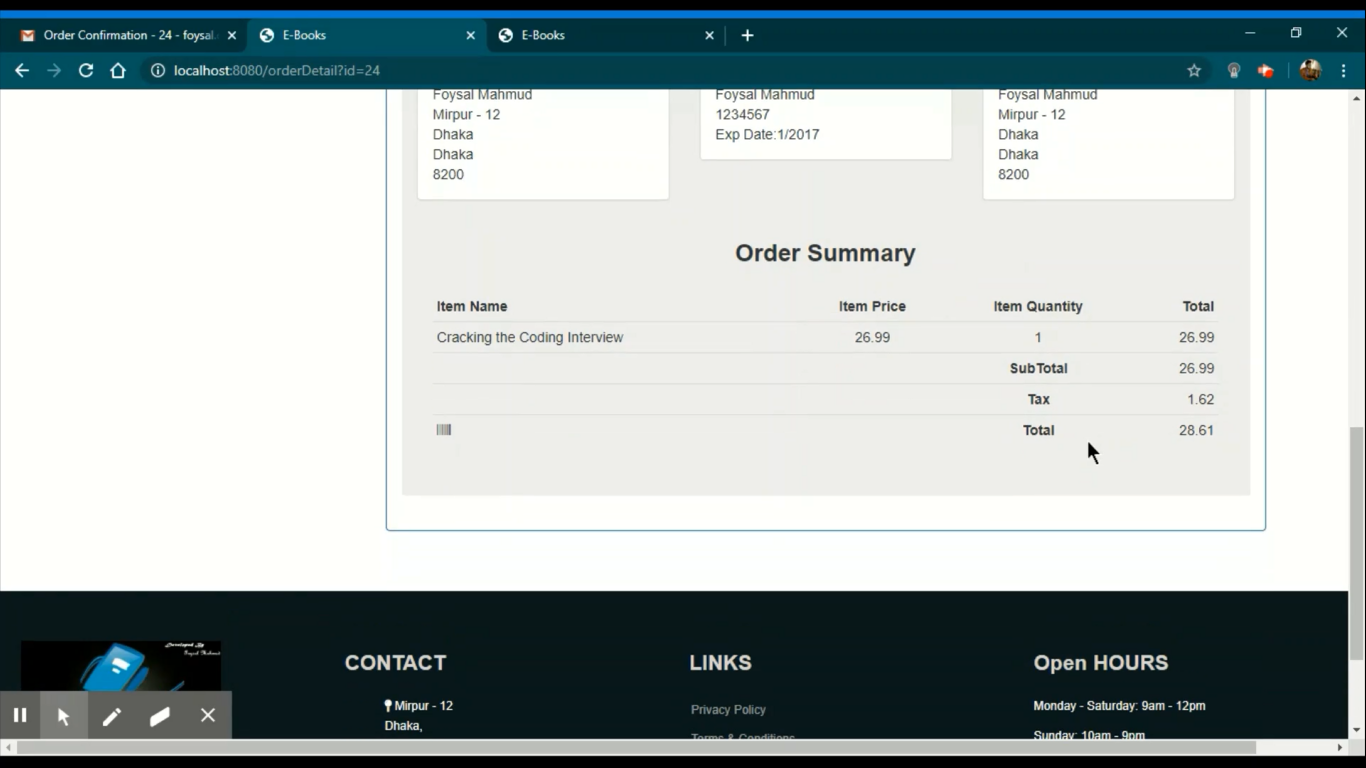 Order Confirmation - 24 - foysal.
E-Books
E-Books
localhost:8080/orderDetail?id=24
Foysal Mahmud
Mirpur - 12
Dhaka
Dhaka
8200
Foysal Mahmud
1234567
Exp Date:1/2017
Foysal Mahmud
Mirpur - 12
Dhaka
Dhaka
8200
Order Summary
Item Name Item Price Item Quantity Total
Cracking the Coding Interview 26.99 1 26.99
SubTotal 26.99
Tax 1.62
Total 28.61
Developed By
Foysal Mahmud
CONTACT
Mirpur - 12
Dhaka,
LINKS
Privacy Policy
Terms & Conditions
Open HOURS
Monday - Saturday: 9am - 12pm
Sunday: 10am - 9pm